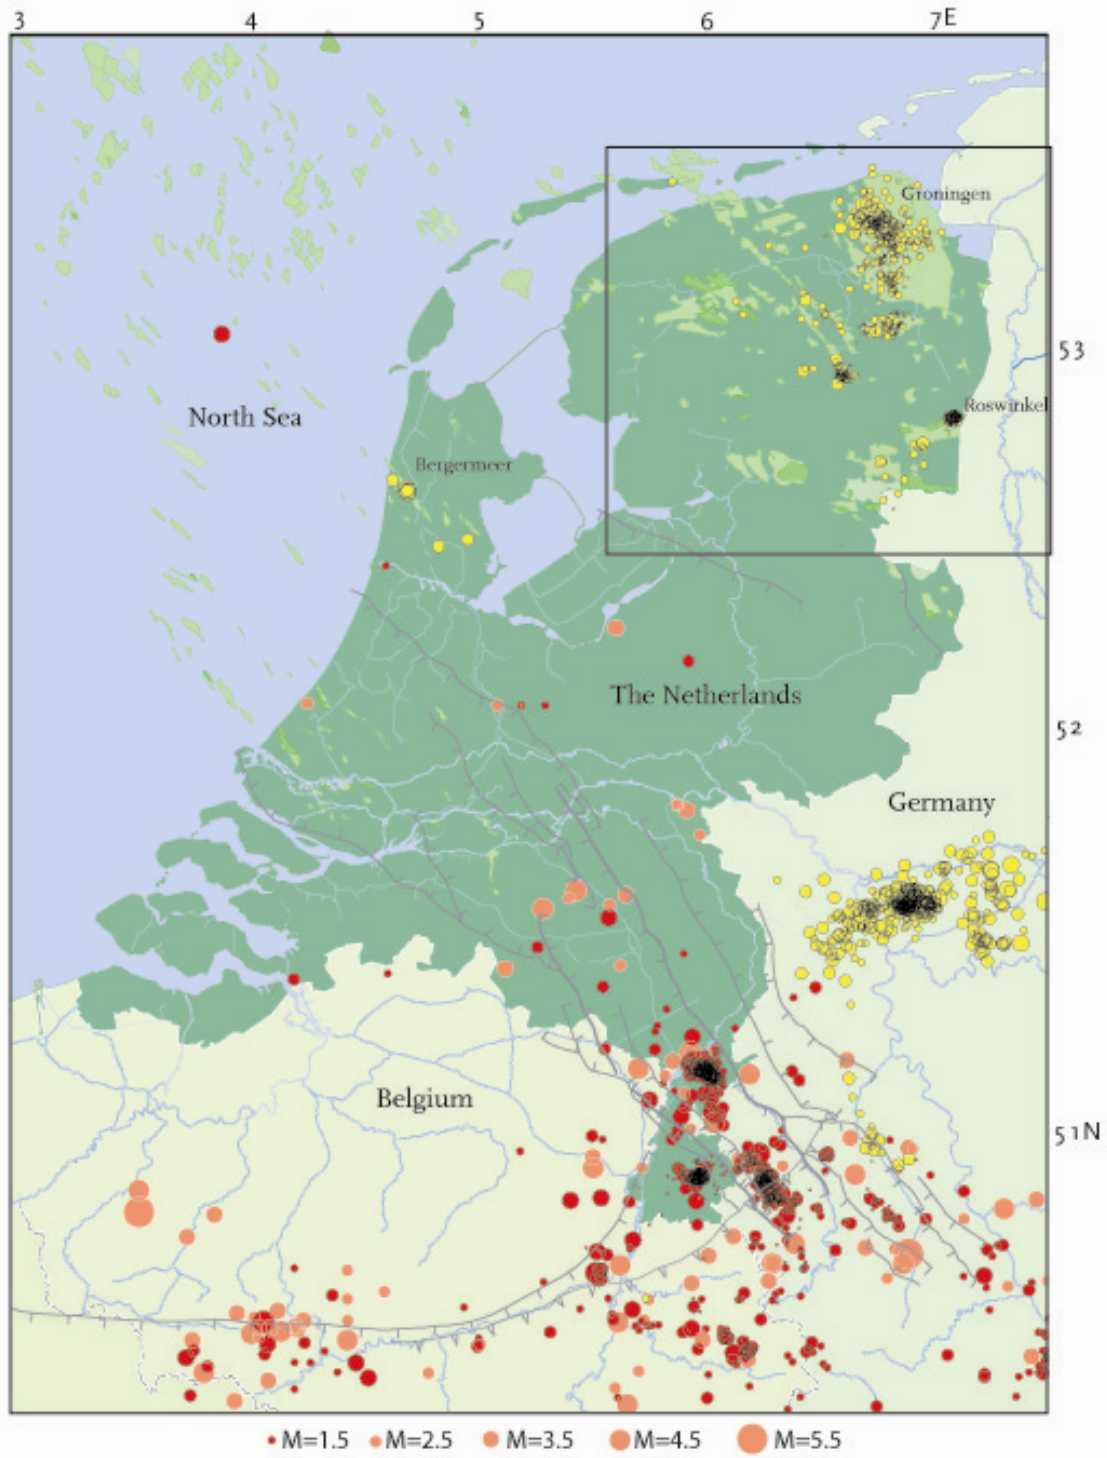 3 4 5 6 7E
Groningen
53
Roswinkel
North Sea
Bergermeer
The Netherlands
52
Germany
Belgium
51N
M=1.5 M=2.5 M=3.5 M=4.5 M=5.5